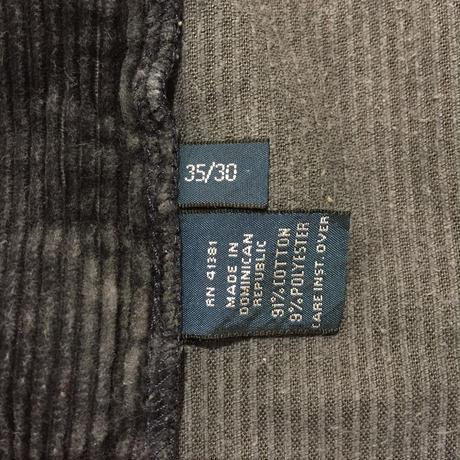 35/30
RN 41381
MADE IN
DOMINICAN
REPUBLIC
91% COTTON
9% POLYESTER
CARE INST. OVER